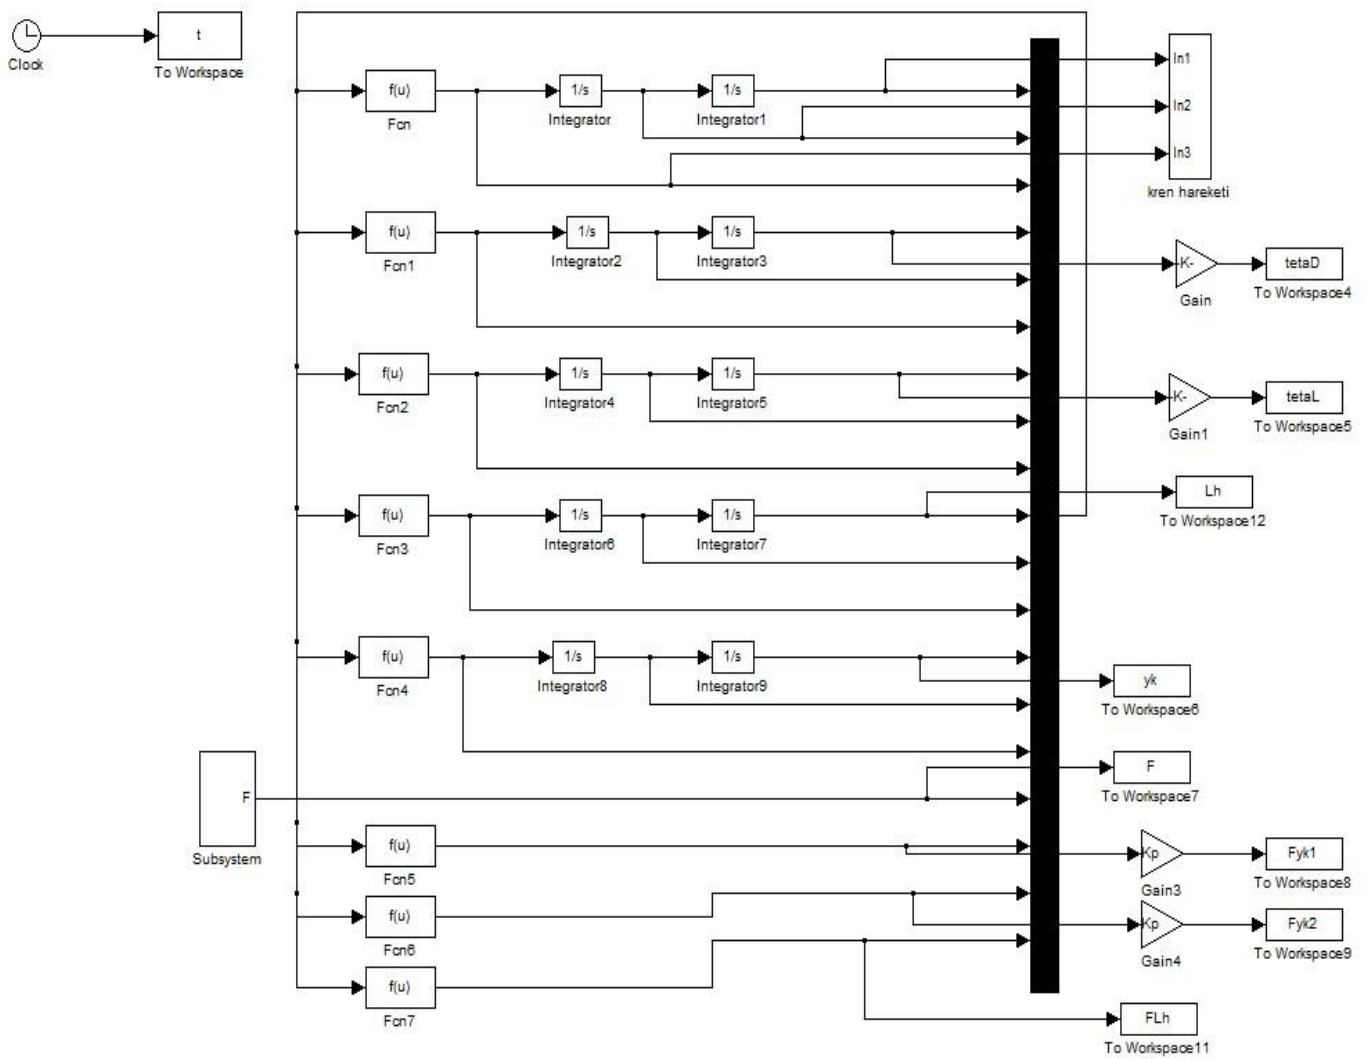 t
Clock
To Workspace
In1
f(u)
1/s
1/s
In2
Fcn
Integrator
Integrator1
In3
kren hareketi
f(u)
1/s
1/s
Fcn1
Integrator2
Integrator3
K-
tetaD
Gain
To Workspace4
f(u)
1/s
1/s
Fcn2
Integrator4
Integrator5
K-
tetaL
Gain1
To Workspace5
Lh
To Workspace12
f(u)
1/s
1/s
Fcn3
Integrator6
Integrator7
f(u)
1/s
1/s
Fcn4
Integrator8
Integrator9
yk
To Workspace6
F
To Workspace7
F
Subsystem
f(u)
Fcn5
Kp
Fyk1
Gain3
To Workspace8
f(u)
Fcn6
Kp
Fyk2
Gain4
To Workspace9
f(u)
Fcn7
FLh
To Workspace11